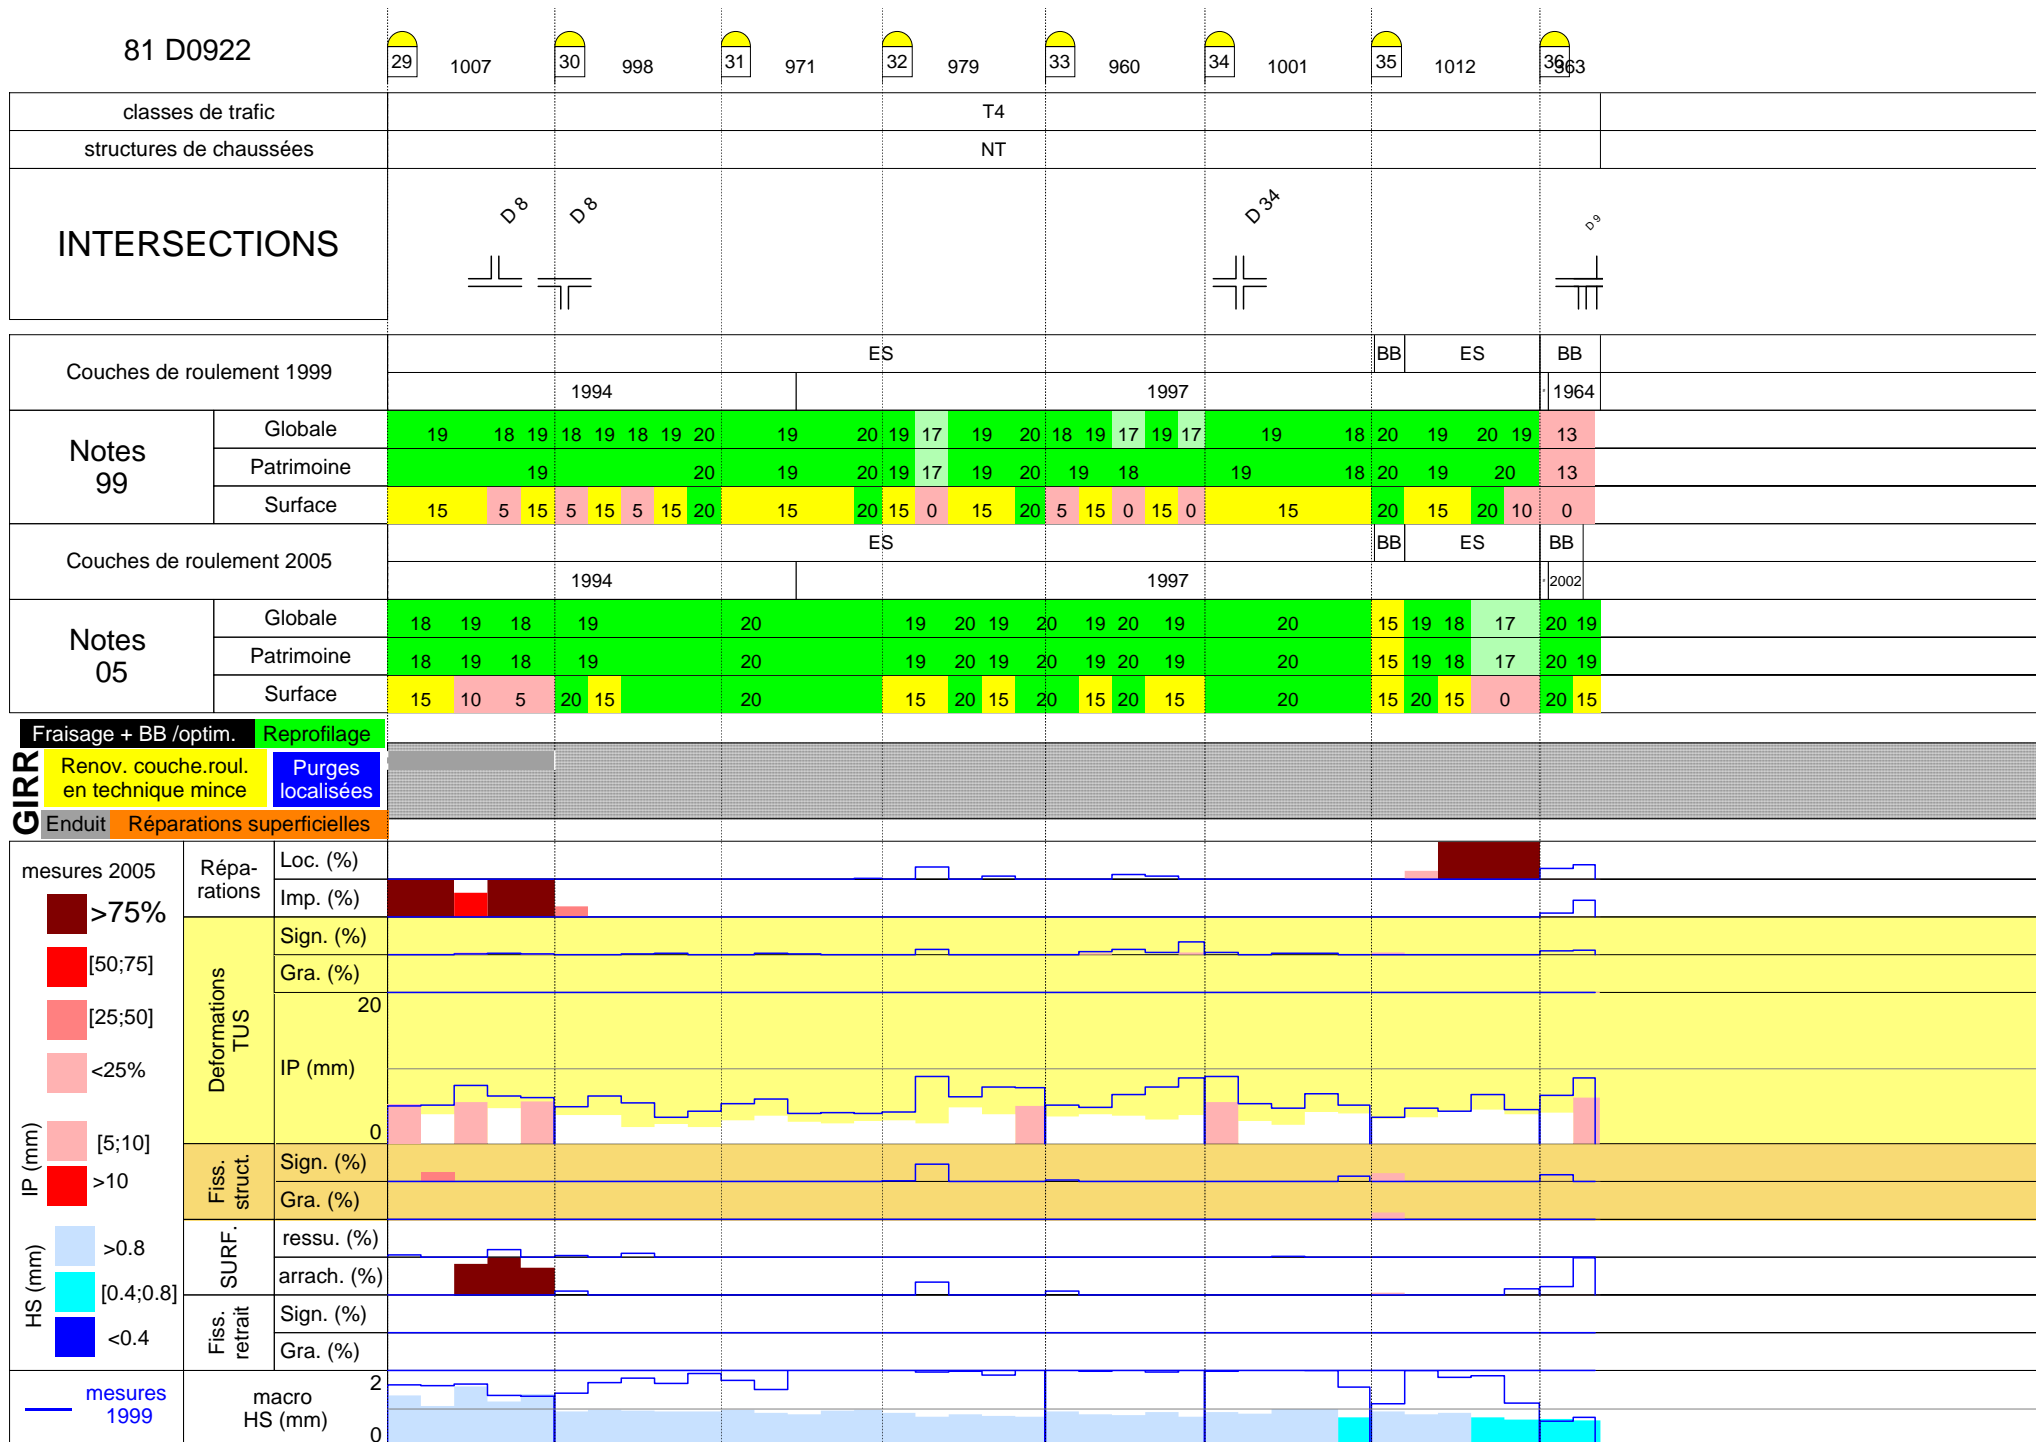 81 D0922
29 1007 30 998 31 971 32 979 33 960 34 1001 35 1012 36 363
classes de trafic T4
structures de chaussées NT
INTERSECTIONS
D 8 D 8 D 34 D 9
Couches de roulement 1999
ES BB ES BB
1994 1997 1964
Notes
99
Globale 19 18 19 18 19 18 19 20 19 20 19 17 19 20 18 19 17 19 17 19 18 20 19 20 19 13
Patrimoine 19 20 19 20 19 17 19 20 19 18 19 18 20 19 20 13
Surface 15 5 15 5 15 5 15 20 15 20 15 0 15 20 5 15 0 15 0 15 20 15 20 10 0
Couches de roulement 2005
ES BB ES BB
1994 1997 2002
Notes
05
Globale 18 19 18 19 20 19 20 19 20 19 20 19 20 15 19 18 17 20 19
Patrimoine 18 19 18 19 20 19 20 19 20 19 20 19 20 15 19 18 17 20 19
Surface 15 10 5 20 15 20 15 20 15 20 15 20 15 20 15 20 15 0 20 15
GIRR
Fraisage + BB /optim. Reprofilage
Renov. couche.roul.
en technique mince
Purges
localisées
Enduit Réparations superficielles
mesures 2005
>75%
[50;75]
[25;50]
<25%
IP (mm)
[5;10]
>10
HS (mm)
>0.8
[0.4;0.8]
<0.4
mesures
1999
Répa-
rations
Loc. (%)
Imp. (%)
Deformations
TUS
Sign. (%)
Gra. (%)
20
IP (mm)
0
Fiss.
struct.
Sign. (%)
Gra. (%)
SURF.
ressu. (%)
arrach. (%)
Fiss.
retrait
Sign. (%)
Gra. (%)
macro
HS (mm)
2
0